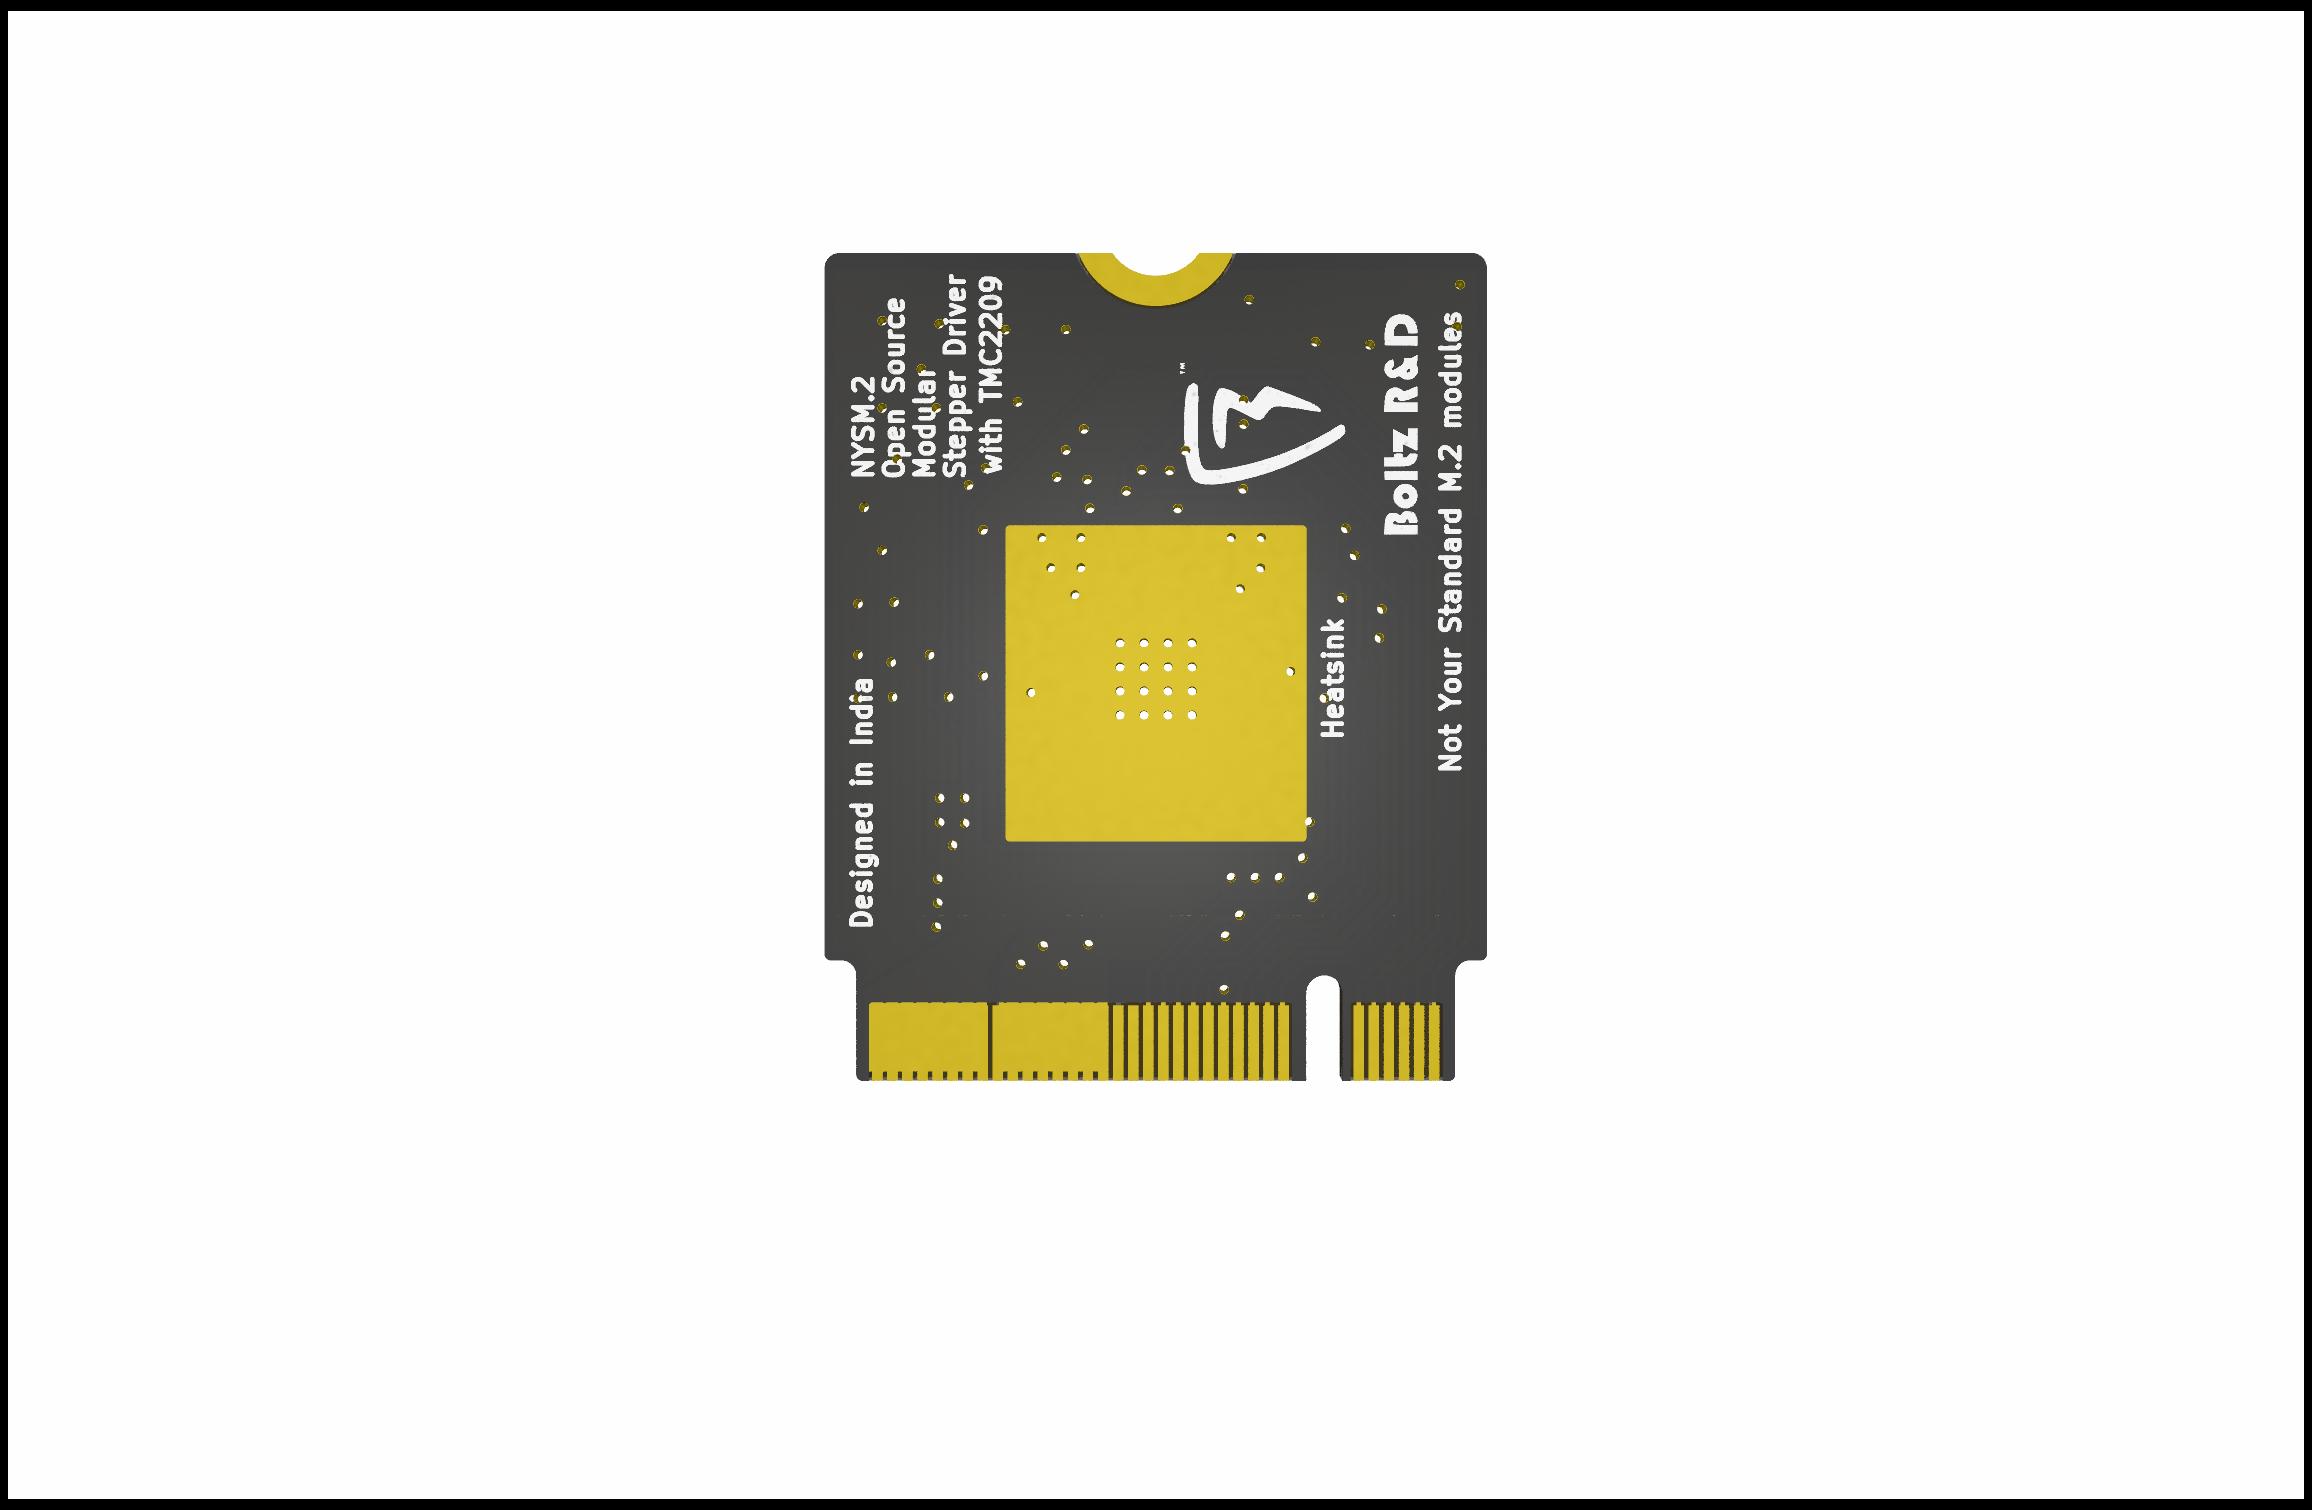 NYSM.2
Open Source
Modular
Stepper Driver
with TMC2209
Designed in India
™
Heatsink
Boltz R&D
Not Your Standard M.2 modules